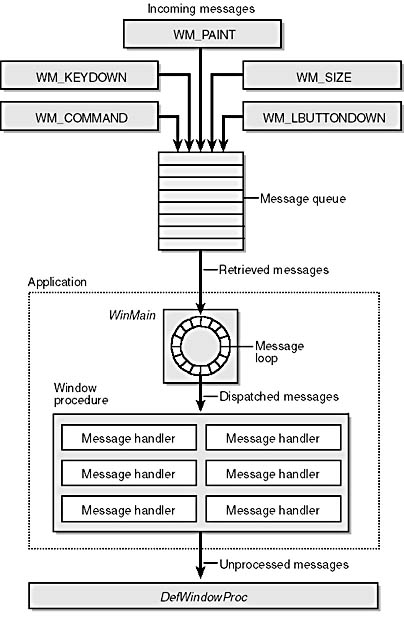 Incoming messages
WM_PAINT
WM_KEYDOWN
WM_SIZE
WM_COMMAND
WM_LBUTTONDOWN
Message queue
Retrieved messages
Application
WinMain
Message
loop
Window
procedure
Dispatched messages
Message handler
Message handler
Message handler
Message handler
Message handler
Message handler
Unprocessed messages
DefWindowProc